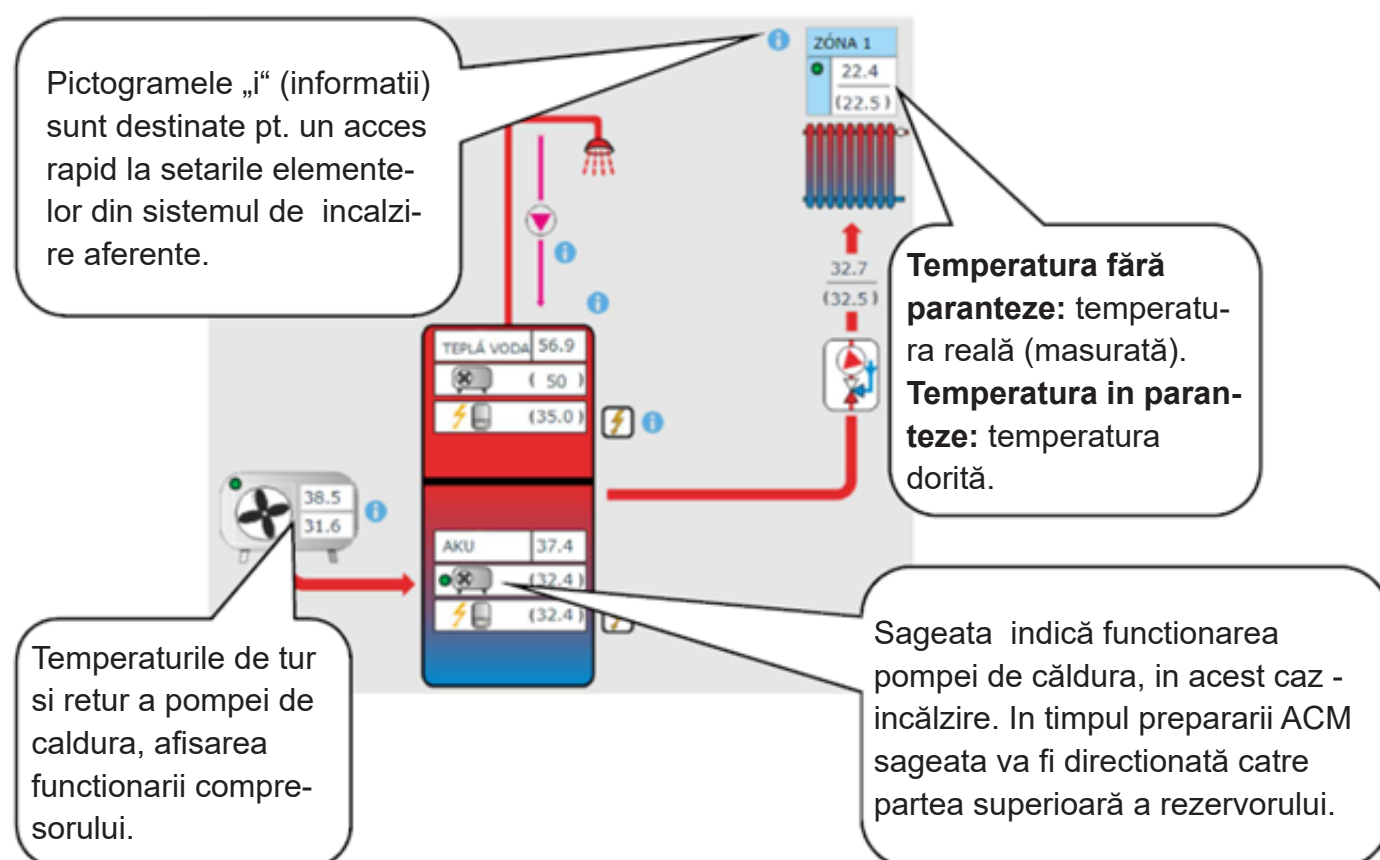 Pictogramele „i“ (informatii)
sunt destinate pt. un acces
rapid la setarile elemente-
lor din sistemul de incalzi-
re aferente.
ZÓNA 1
22.4
(22.5)
Temperatura fără
paranteze: temperatu-
ra reală (masurată).
Temperatura in paran-
teze: temperatura
dorită.
32.7
(32.5)
TEPLÁ VODA 56.9
( 50 )
(35.0)
38.5
31.6
AKU 37.4
(32.4)
(32.4)
Temperaturile de tur
si retur a pompei de
caldura, afisarea
functionarii compre-
sorului.
Sageata indică functionarea
pompei de căldura, in acest caz -
incălzire. In timpul prepararii ACM
sageata va fi directionată catre
partea superioară a rezervorului.